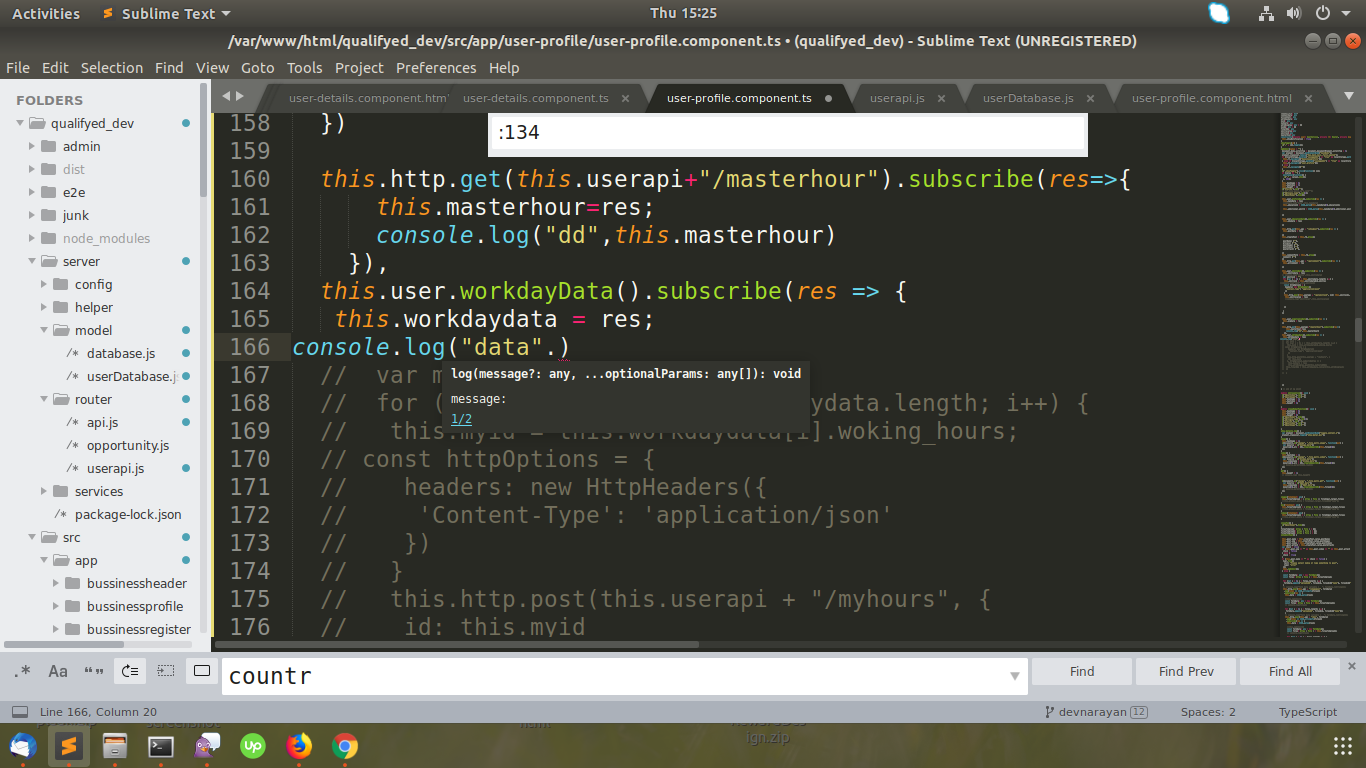 Activities Sublime Text Thu 15:25
/var/www/html/qualifyed_dev/src/app/user-profile/user-profile.component.ts • (qualifyed_dev) - Sublime Text (UNREGISTERED)
File Edit Selection Find View Goto Tools Project Preferences Help
FOLDERS
qualifyed_dev
admin
dist
e2e
junk
node_modules
server
config
helper
model
/* database.js
/* userDatabase.j
router
/* api.js
/* opportunity.js
/* userapi.js
services
/* package-lock.json
src
app
bussinessheader
bussinessprofile
bussinessregister
user-details.component.htm user-details.component.ts × user-profile.component.ts userapi.js × userDatabase.js × user-profile.component.html ×
:134
158 })
159
160 this.http.get(this.userapi+"/masterhour").subscribe(res=>{
161 this.masterhour=res;
162 console.log("dd",this.masterhour)
163 }),
164 this.user.workdayData().subscribe(res => {
165 this.workdaydata = res;
166 console.log("data".)
167 // var m
log(message?: any, ...optionalParams: any[]): void
message:
1/2
168 // for ( ydata.length; i++) {
169 // this.myid = this.workdaydata[i].woking_hours;
170 // const httpOptions = {
171 // headers: new HttpHeaders({
172 // 'Content-Type': 'application/json'
173 // })
174 // }
175 // this.http.post(this.userapi + "/myhours", {
176 // id: this.myid
.* Aa “” countr Find Find Prev Find All ×
Line 166, Column 20 devnarayan 12 Spaces: 2 TypeScript
ign.zip
up